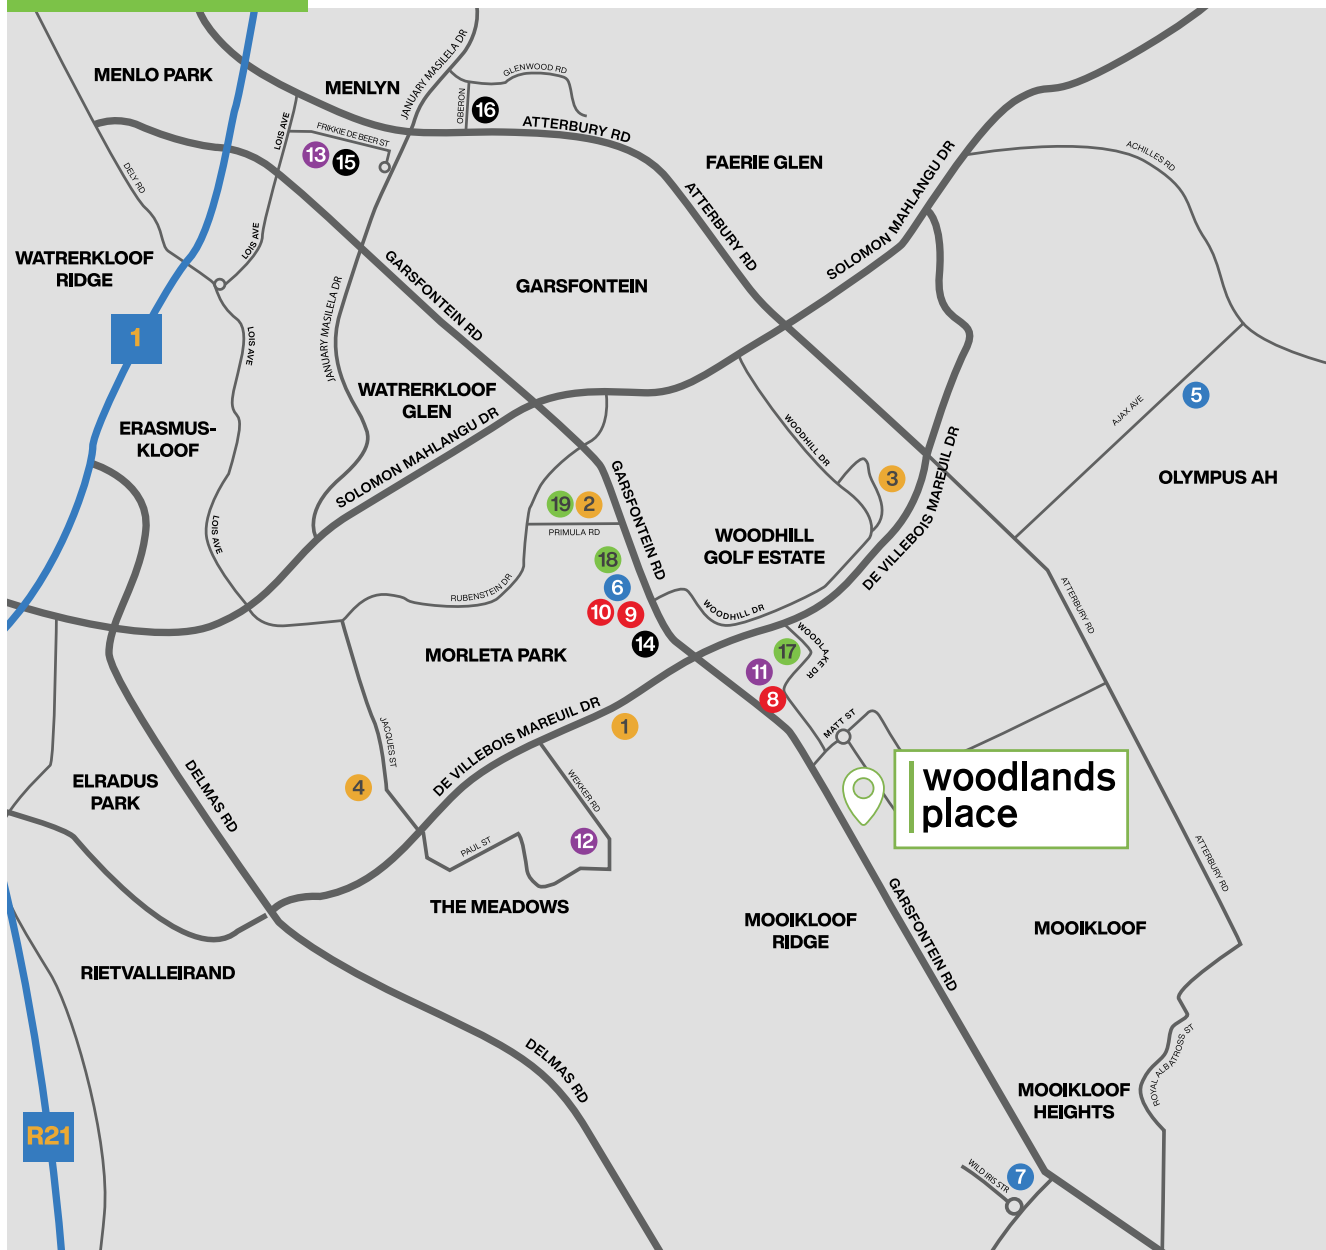 MENLO PARK
MENLYN
JANUARY MASILELA DR
GLENWOOD RD
OBERON
16
ATTERBURY RD
LOIS AVE
FRIKKIE DE BEER ST
13
15
FAERIE GLEN
SOLOMON MAHLANGU DR
ACHILLES RD
DELY RD
LOIS AVE
ATTERBURY RD
WATRERKLOOF
RIDGE
GARSFONTEIN RD
GARSFONTEIN
JANUARY MASILELA DR
1
LOIS AVE
WATRERKLOOF
GLEN
SOLOMON MAHLANGU DR
5
AJAX AVE
ERASMUS-
KLOOF
WOODHILL DR
DE VILLEBOIS MAREUIL DR
3
OLYMPUS AH
GARSFONTEIN RD
19
2
PRIMULA RD
LOIS AVE
WOODHILL
GOLF ESTATE
18
6
RUBENSTEIN DR
10
9
WOODHILL DR
ATTERBURY RD
14
MORLETA PARK
WOODLAKE DR
17
11
8
DE VILLEBOIS MAREUIL DR
1
MATT ST
JACQUES ST
4
ELRADUS
PARK
DELMAS RD
WEKKER RD
woodlands
place
12
PAUL ST
ATTERBURY RD
THE MEADOWS
GARSFONTEIN RD
MOOIKLOOF
RIDGE
MOOIKLOOF
RIETVALLEIRAND
DELMAS RD
ROYAL ALBATROSS ST
MOOIKLOOF
HEIGHTS
R21
WILD IRIS STR
7